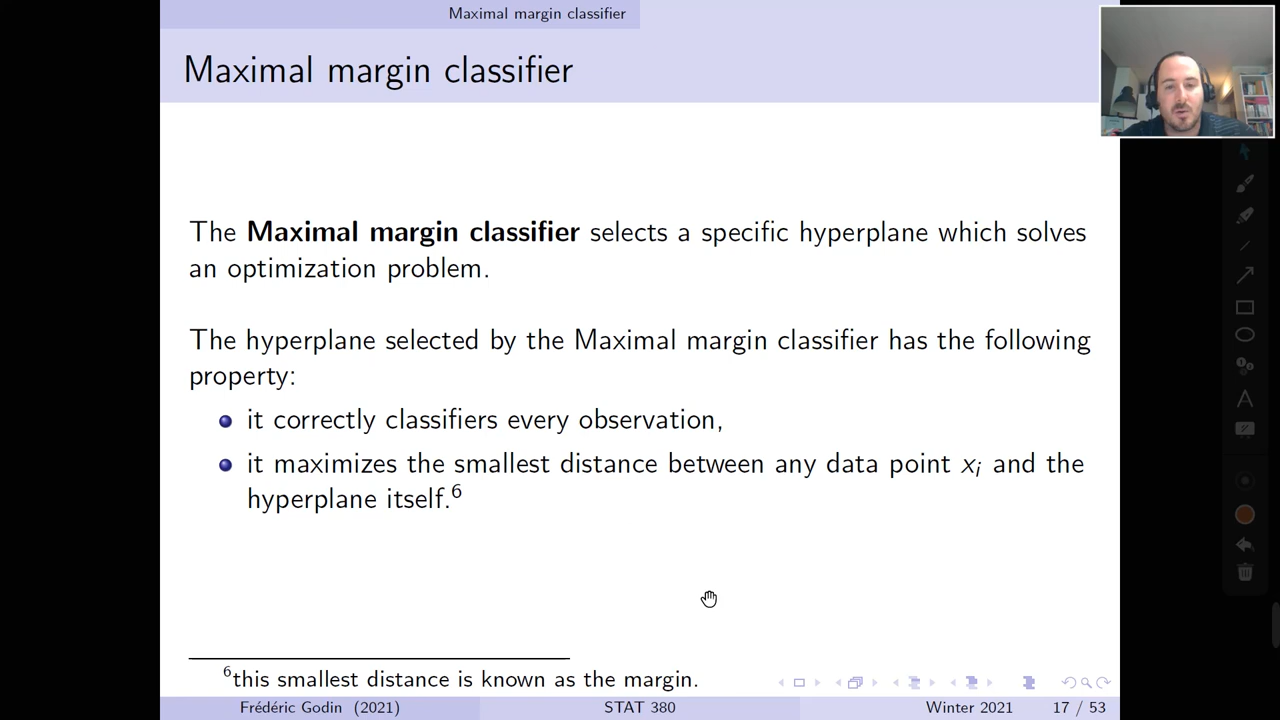 Maximal margin classifier
Maximal margin classifier
The Maximal margin classifier selects a specific hyperplane which solves
an optimization problem.
The hyperplane selected by the Maximal margin classifier has the following
property:
it correctly classifiers every observation,
it maximizes the smallest distance between any data point xᵢ and the
hyperplane itself.⁶
⁶this smallest distance is known as the margin.
Frédéric Godin (2021) STAT 380 Winter 2021 17 / 53